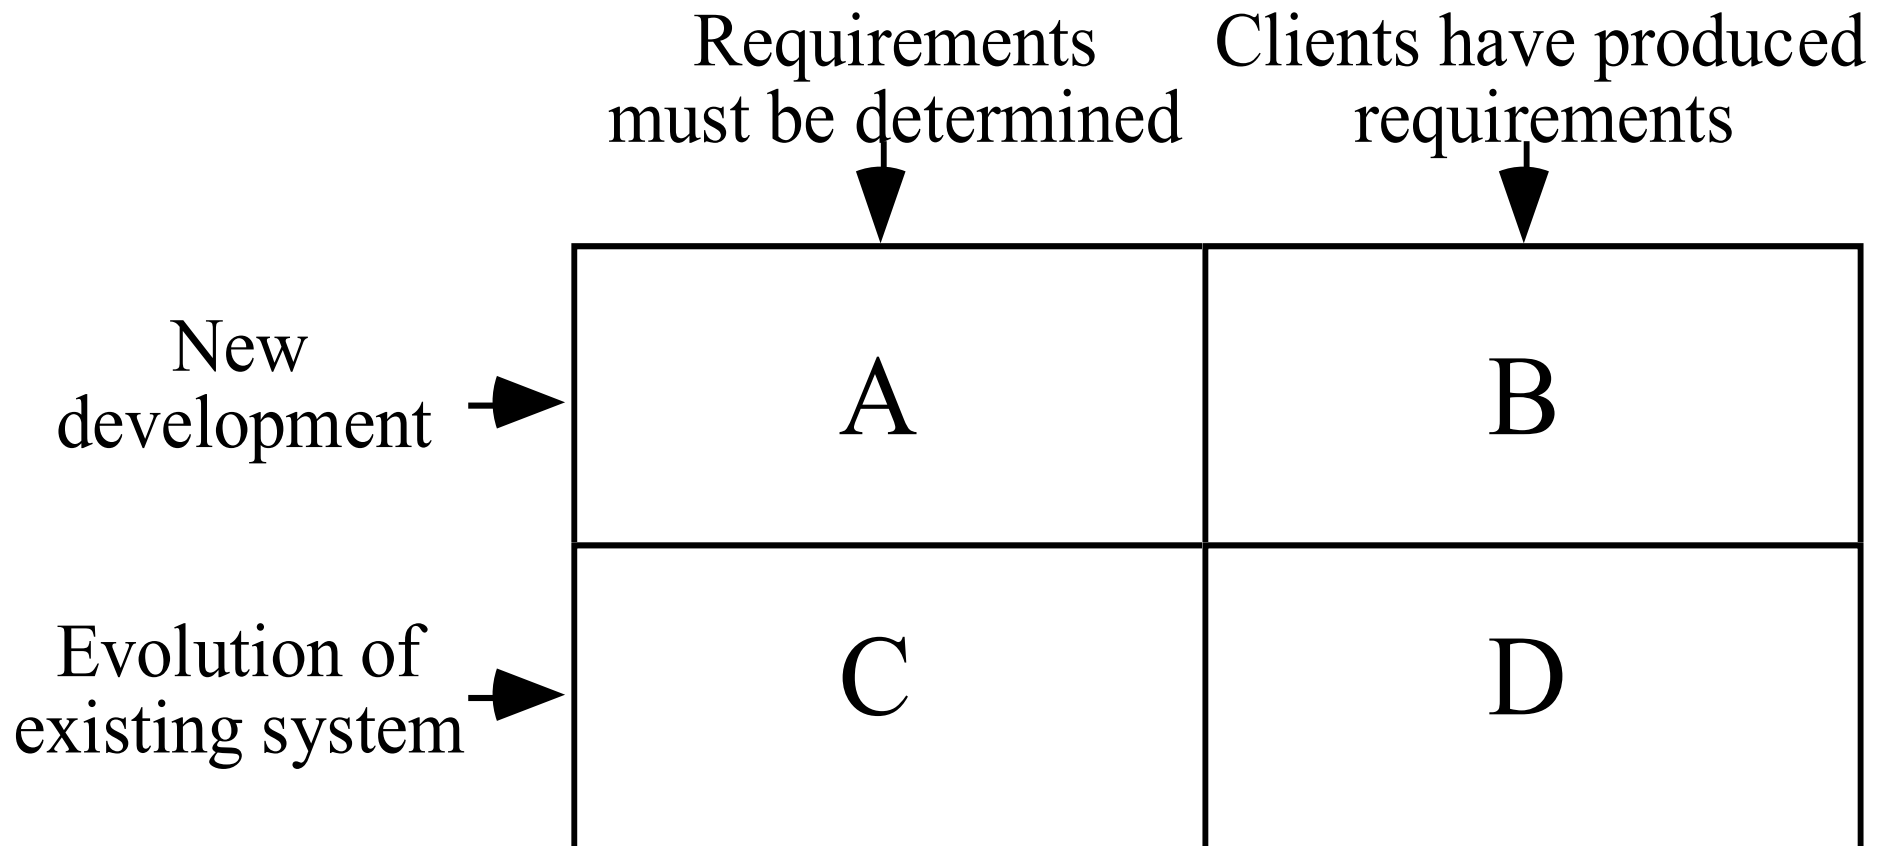 Requirements
must be determined
Clients have produced
requirements
New
development
A
B
Evolution of
existing system
C
D